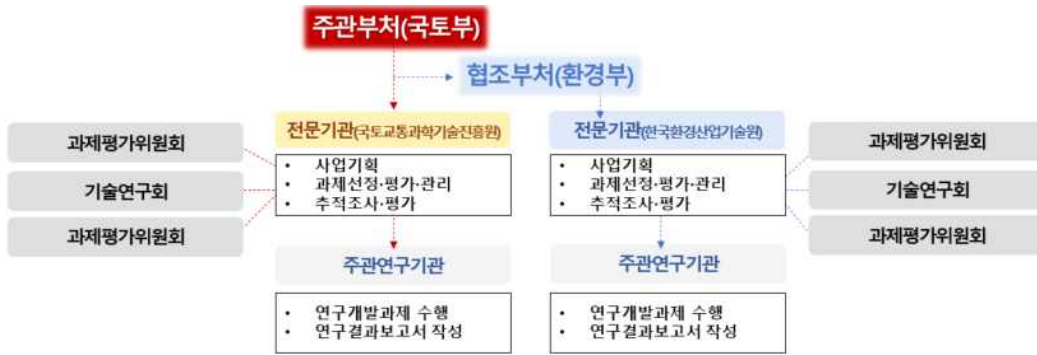 주관부처(국토부)
협조부처(환경부)
전문기관(국토교통과학기술진흥원)
전문기관(한국환경산업기술원)
과제평가위원회
기술연구회
과제평가위원회
• 사업기획
• 과제선정·평가·관리
• 추적조사·평가
• 사업기획
• 과제선정·평가·관리
• 추적조사·평가
과제평가위원회
기술연구회
과제평가위원회
주관연구기관
주관연구기관
• 연구개발과제 수행
• 연구결과보고서 작성
• 연구개발과제 수행
• 연구결과보고서 작성